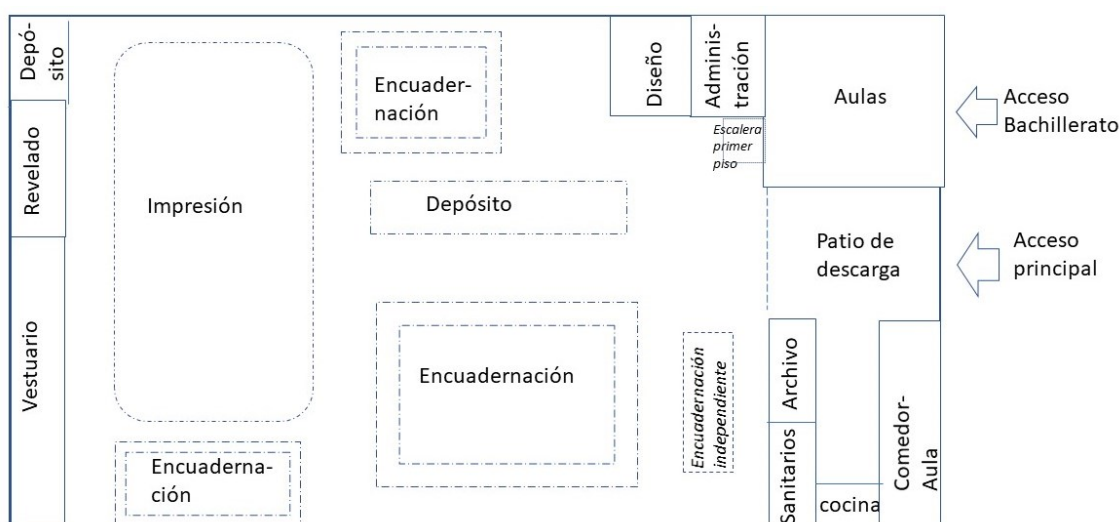 Depó-
sito
Revelado
Vestuario
Impresión
Encuaderna-
ción
Encuader-
nación
Depósito
Encuadernación
Diseño
Adminis-
tración
Escalera
primer
piso
Encuadernación
independiente
Aulas
Patio de
descarga
Archivo
Sanitarios
cocina
Comedor-
Aula
Acceso
Bachillerato
Acceso
principal